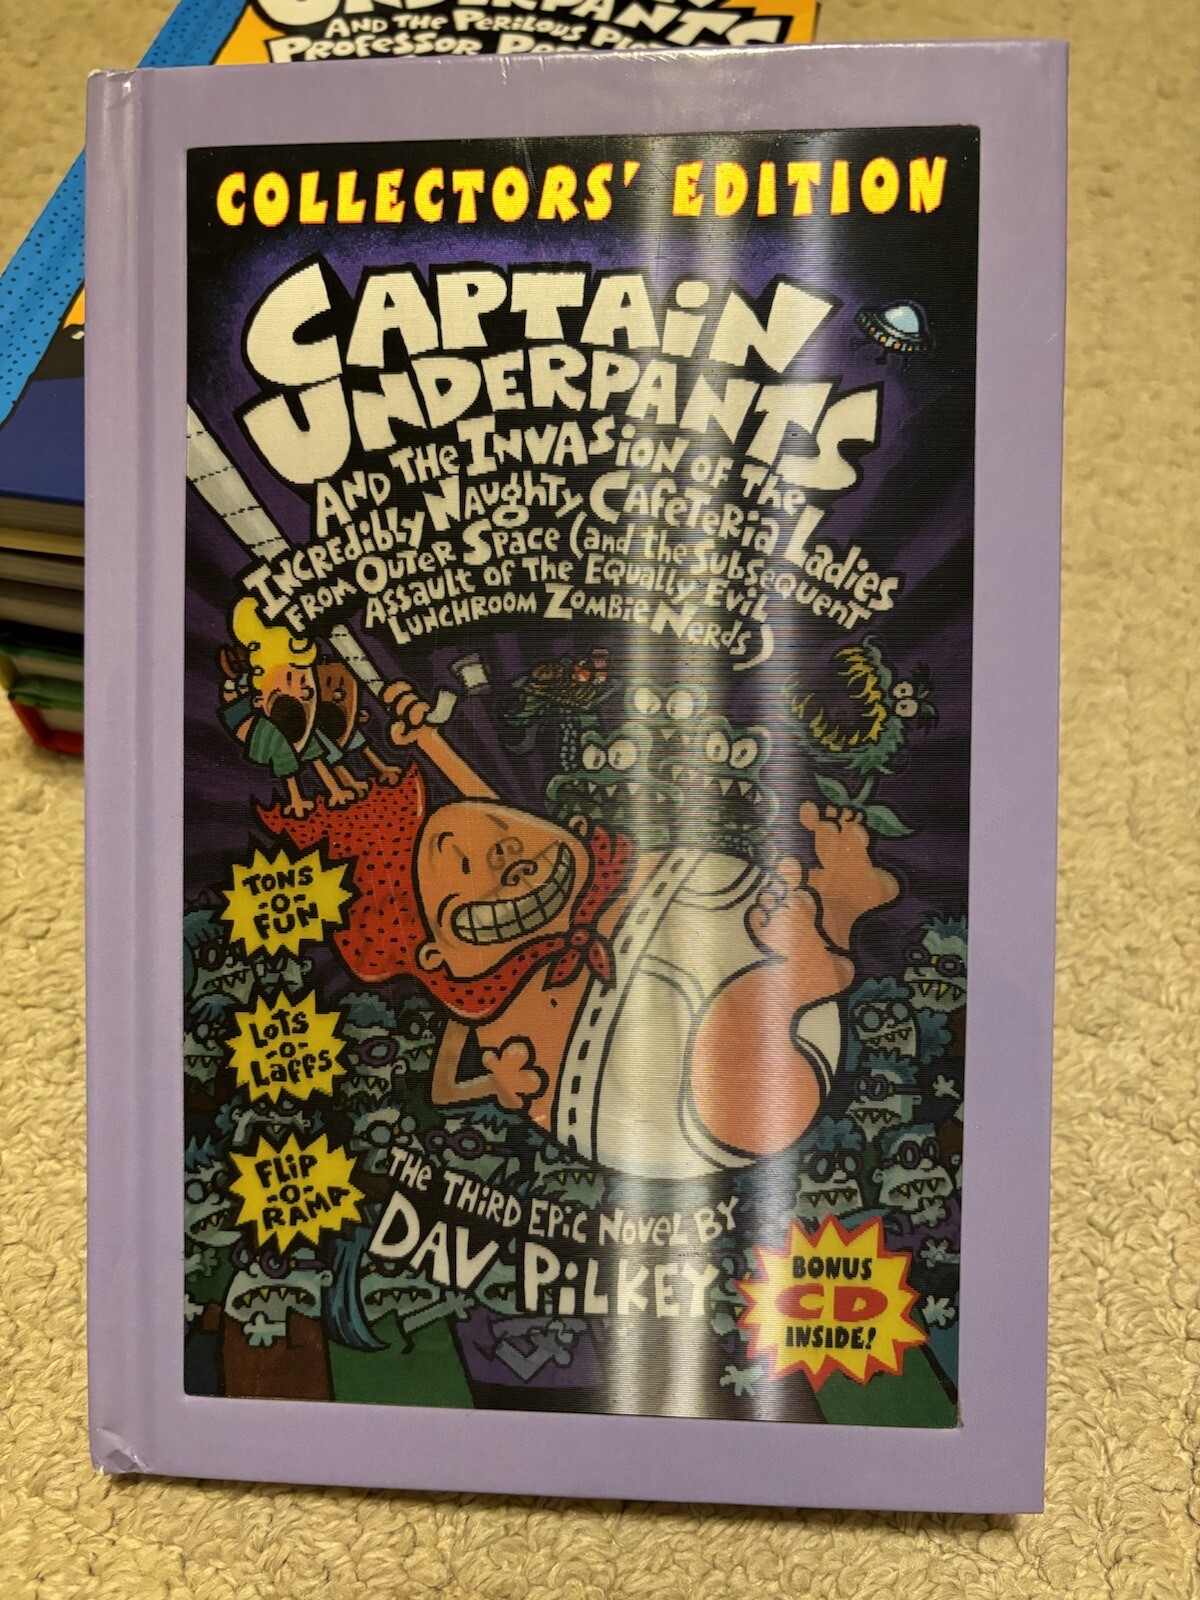 UNDERPANTS
AND THE PERILOUS PLOT
PROFESSOR
COLLECTORS' EDITION
CAPTAIN
UNDERPANTS
AND THE INVASION OF THE
INCREDIBLY NAUGHTY CAFETERIA LADIES
FROM OUTER SPACE (and the SUBSEQUENT
ASSAULT OF THE EQUALLY EVIL
LUNCHROOM ZOMBIE NERDS)
TONS
-O-
FUN
LOTS
-O-
LAFFS
FLIP
-O-
RAMA
THE THIRD EPIC NOVEL BY
DAV PILKEY
BONUS
CD
INSIDE!